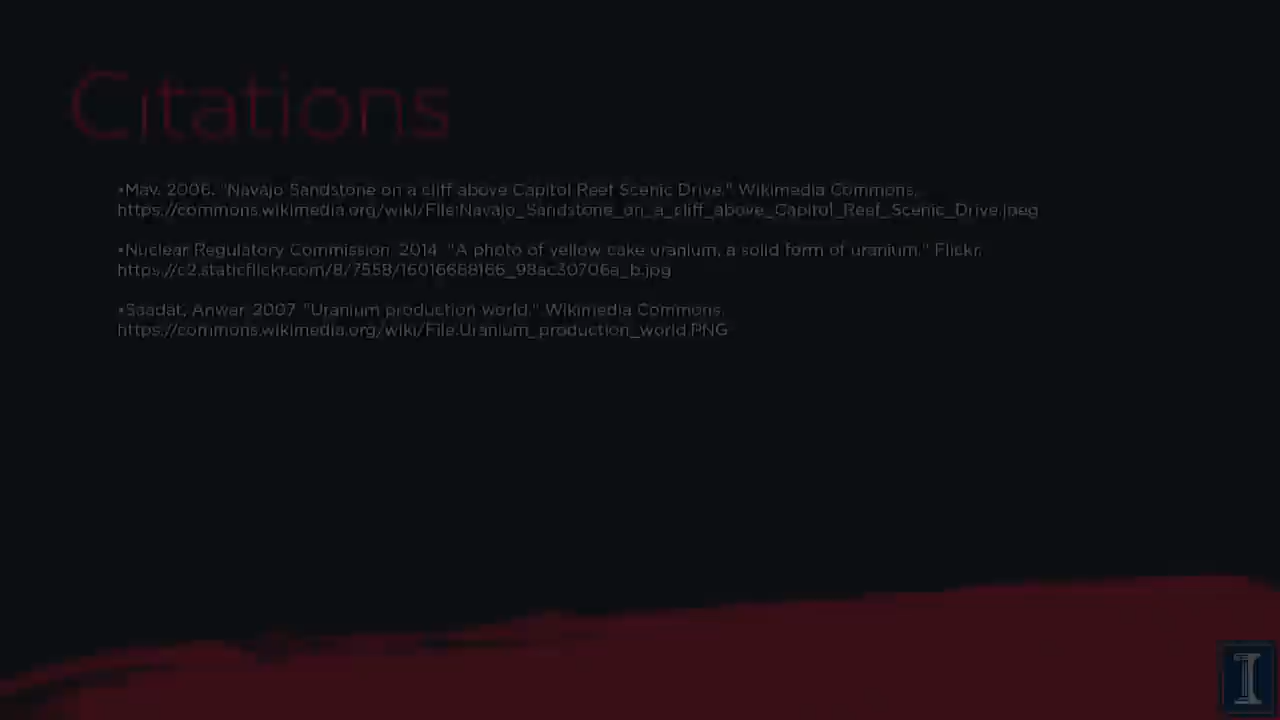 Citations
•May. 2006. "Navajo Sandstone on a cliff above Capitol Reef Scenic Drive." Wikimedia Commons.
https://commons.wikimedia.org/wiki/File:Navajo_Sandstone_on_a_cliff_above_Capitol_Reef_Scenic_Drive.jpeg
•Nuclear Regulatory Commission. 2014. "A photo of yellow cake uranium, a solid form of uranium." Flickr.
https://c2.staticflickr.com/8/7558/16016668166_98ac30706a_b.jpg
•Saadat, Anwar. 2007. "Uranium production world." Wikimedia Commons.
https://commons.wikimedia.org/wiki/File:Uranium_production_world.PNG
I